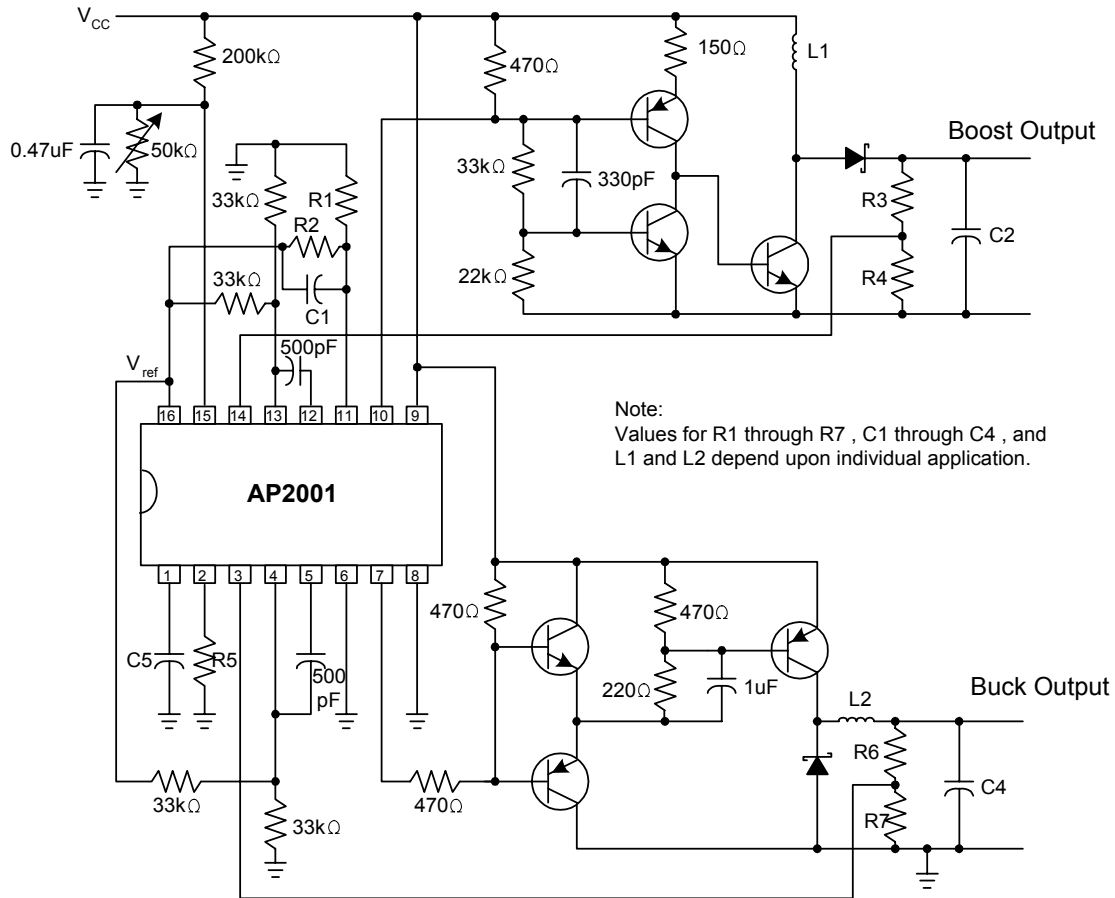 V_CC
200kΩ
0.47uF
50kΩ
470Ω
150Ω
L1
Boost Output
33kΩ
R1
R2
33kΩ
330pF
R3
C2
22kΩ
R4
33kΩ
C1
500pF
V_ref
16 15 14 13 12 11 10 9
Note:
Values for R1 through R7 , C1 through C4 , and
L1 and L2 depend upon individual application.
AP2001
1 2 3 4 5 6 7 8
C5
R5
500
pF
470Ω
470Ω
220Ω
1uF
Buck Output
L2
R6
C4
R7
33kΩ
33kΩ
470Ω